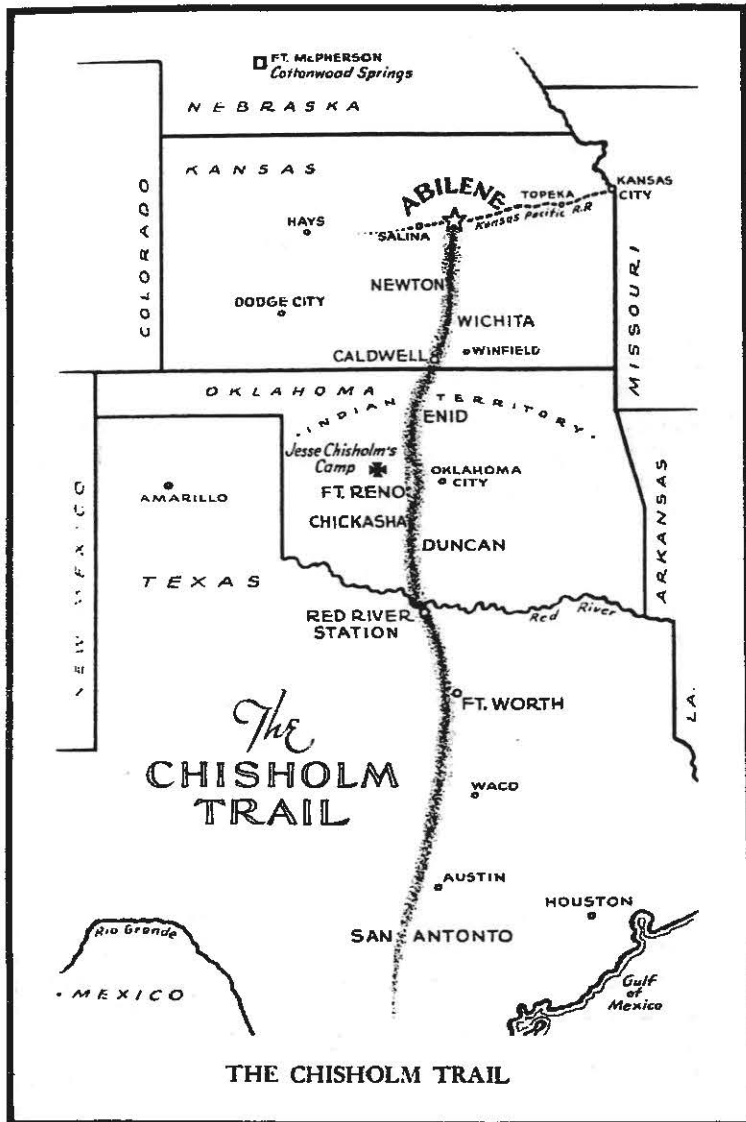 FT. McPHERSON
Cottonwood Springs
NEBRASKA
KANSAS
COLORADO
ABILENE
TOPEKA
KANSAS
CITY
HAYS
SALINA
Kansas Pacific R.R
NEWTON
DODGE CITY
WICHITA
MISSOURI
CALDWELL
WINFIELD
OKLAHOMA
INDIAN TERRITORY
ENID
Jesse Chisholm's
Camp
OKLAHOMA
CITY
AMARILLO
FT. RENO
CHICKASHA
ARKANSAS
NEW MEXICO
DUNCAN
TEXAS
RED RIVER
STATION
Red River
FT. WORTH
LA.
The
CHISHOLM
TRAIL
WACO
AUSTIN
HOUSTON
Rio Grande
SAN ANTONTO
MEXICO
Gulf
of
Mexico
THE CHISHOLM TRAIL